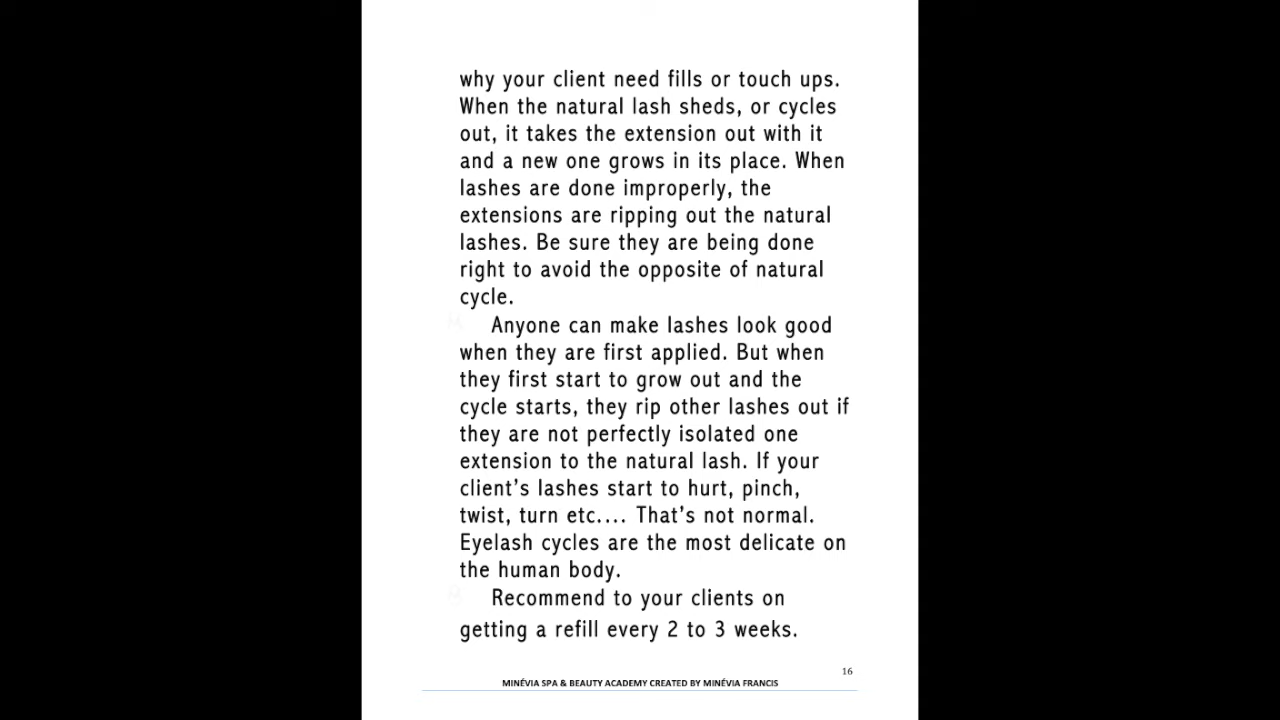 why your client need fills or touch ups.
When the natural lash sheds, or cycles
out, it takes the extension out with it
and a new one grows in its place. When
lashes are done improperly, the
extensions are ripping out the natural
lashes. Be sure they are being done
right to avoid the opposite of natural
cycle.
Anyone can make lashes look good
when they are first applied. But when
they first start to grow out and the
cycle starts, they rip other lashes out if
they are not perfectly isolated one
extension to the natural lash. If your
client's lashes start to hurt, pinch,
twist, turn etc.... That's not normal.
Eyelash cycles are the most delicate on
the human body.
Recommend to your clients on
getting a refill every 2 to 3 weeks.
16
MINÉVIA SPA & BEAUTY ACADEMY CREATED BY MINÉVIA FRANCIS